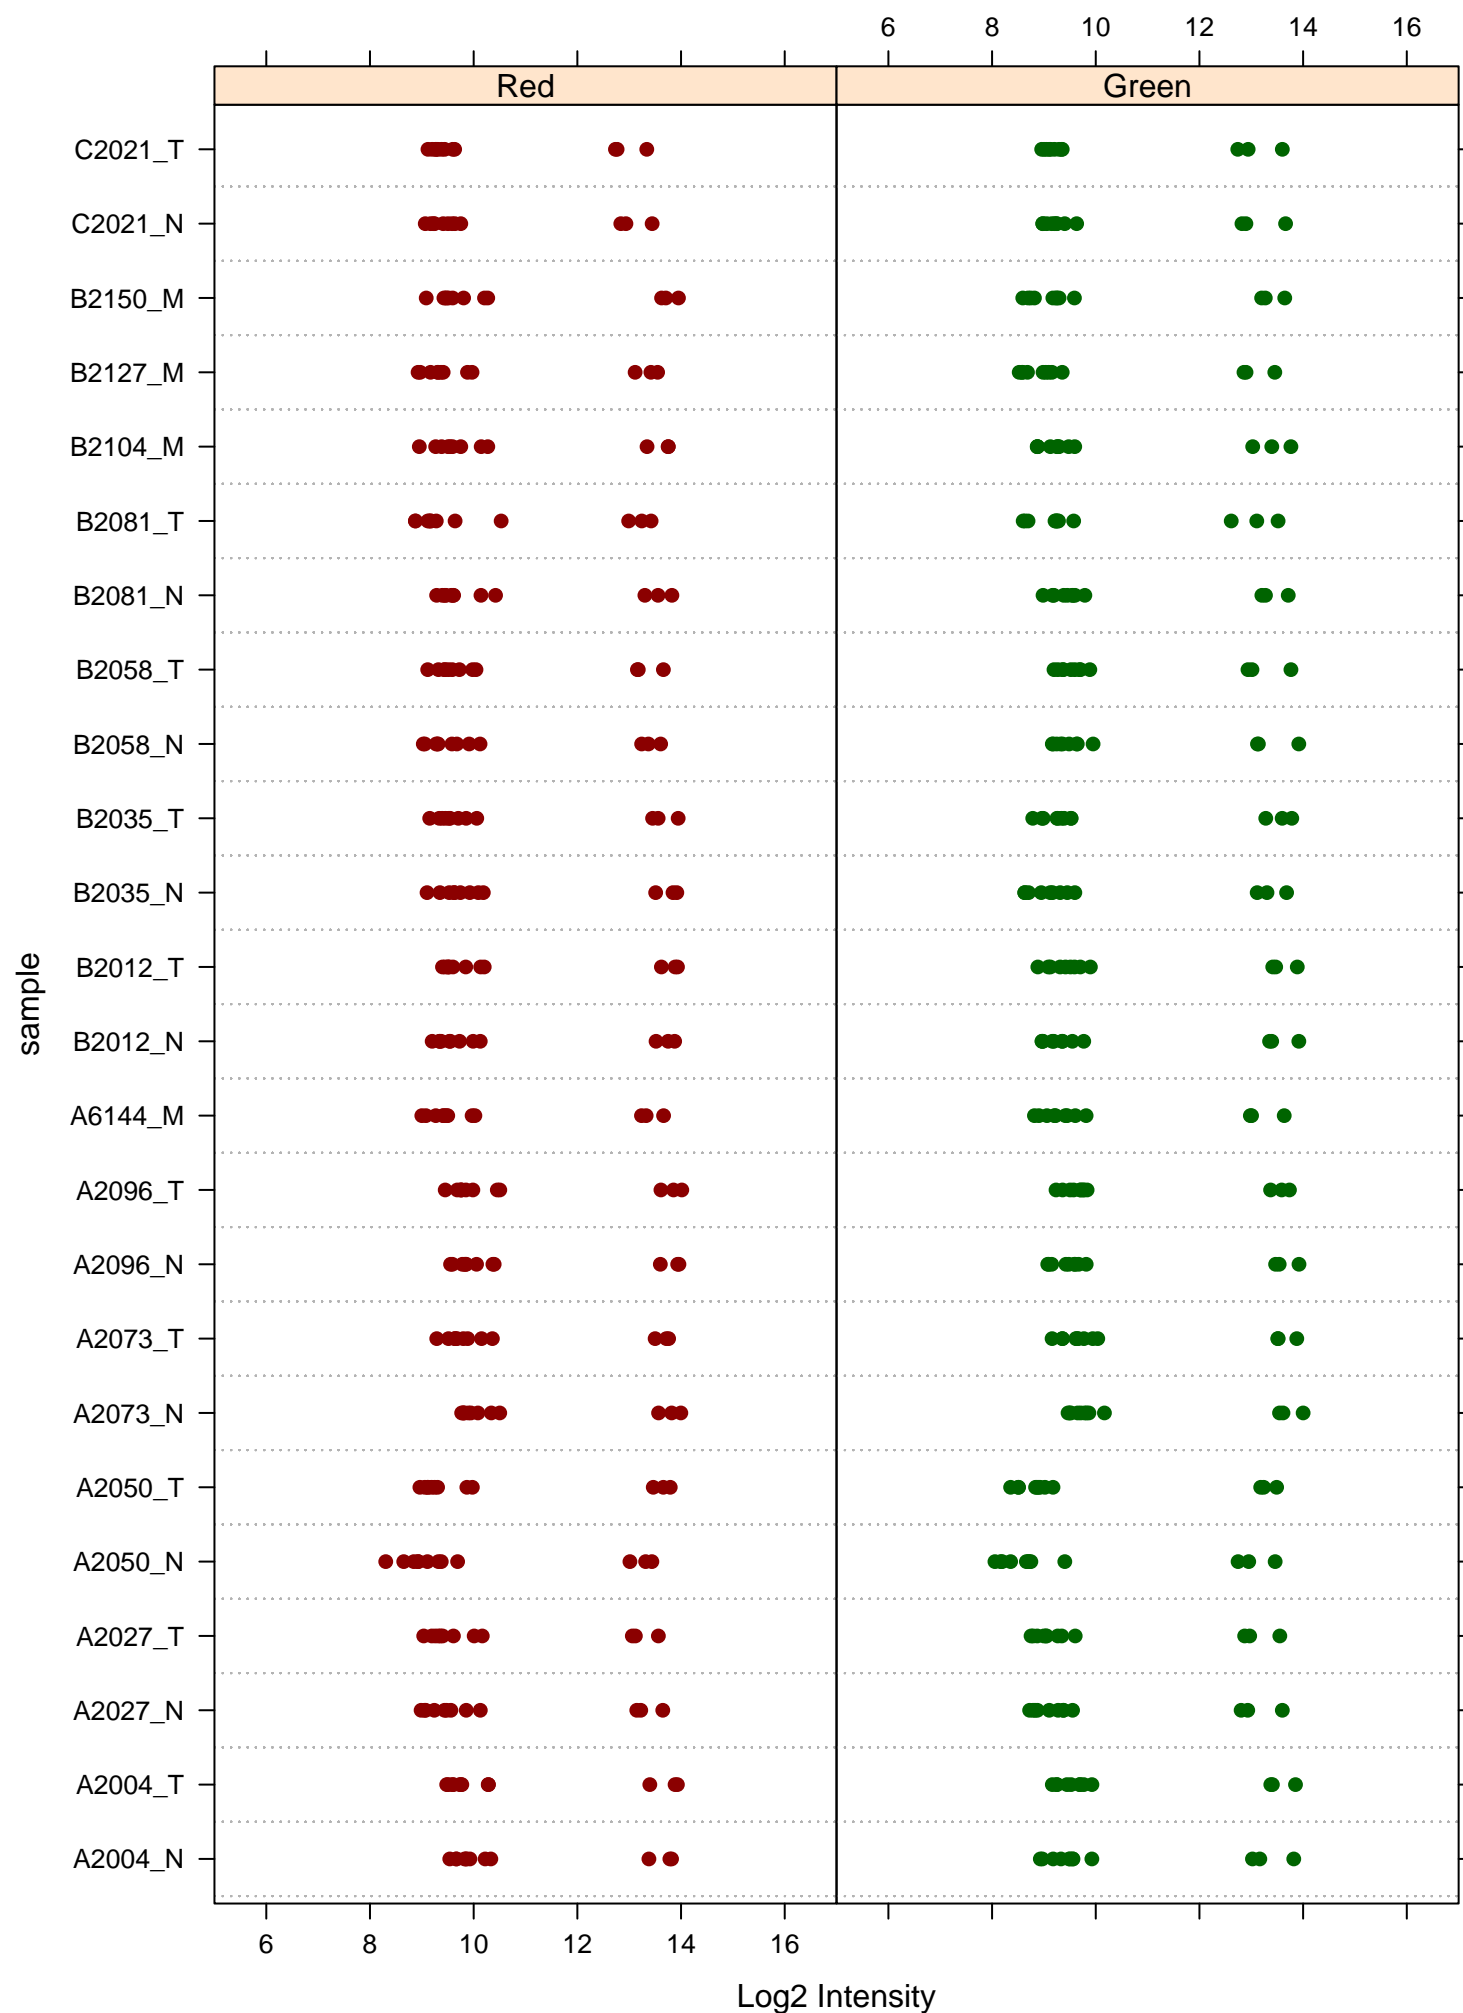 6 8 10 12 14 16
Red Green
C2021_T
C2021_N
B2150_M
B2127_M
B2104_M
B2081_T
B2081_N
B2058_T
B2058_N
B2035_T
B2035_N
B2012_T
B2012_N
A6144_M
A2096_T
A2096_N
A2073_T
A2073_N
A2050_T
A2050_N
A2027_T
A2027_N
A2004_T
A2004_N
sample
6 8 10 12 14 16
Log2 Intensity